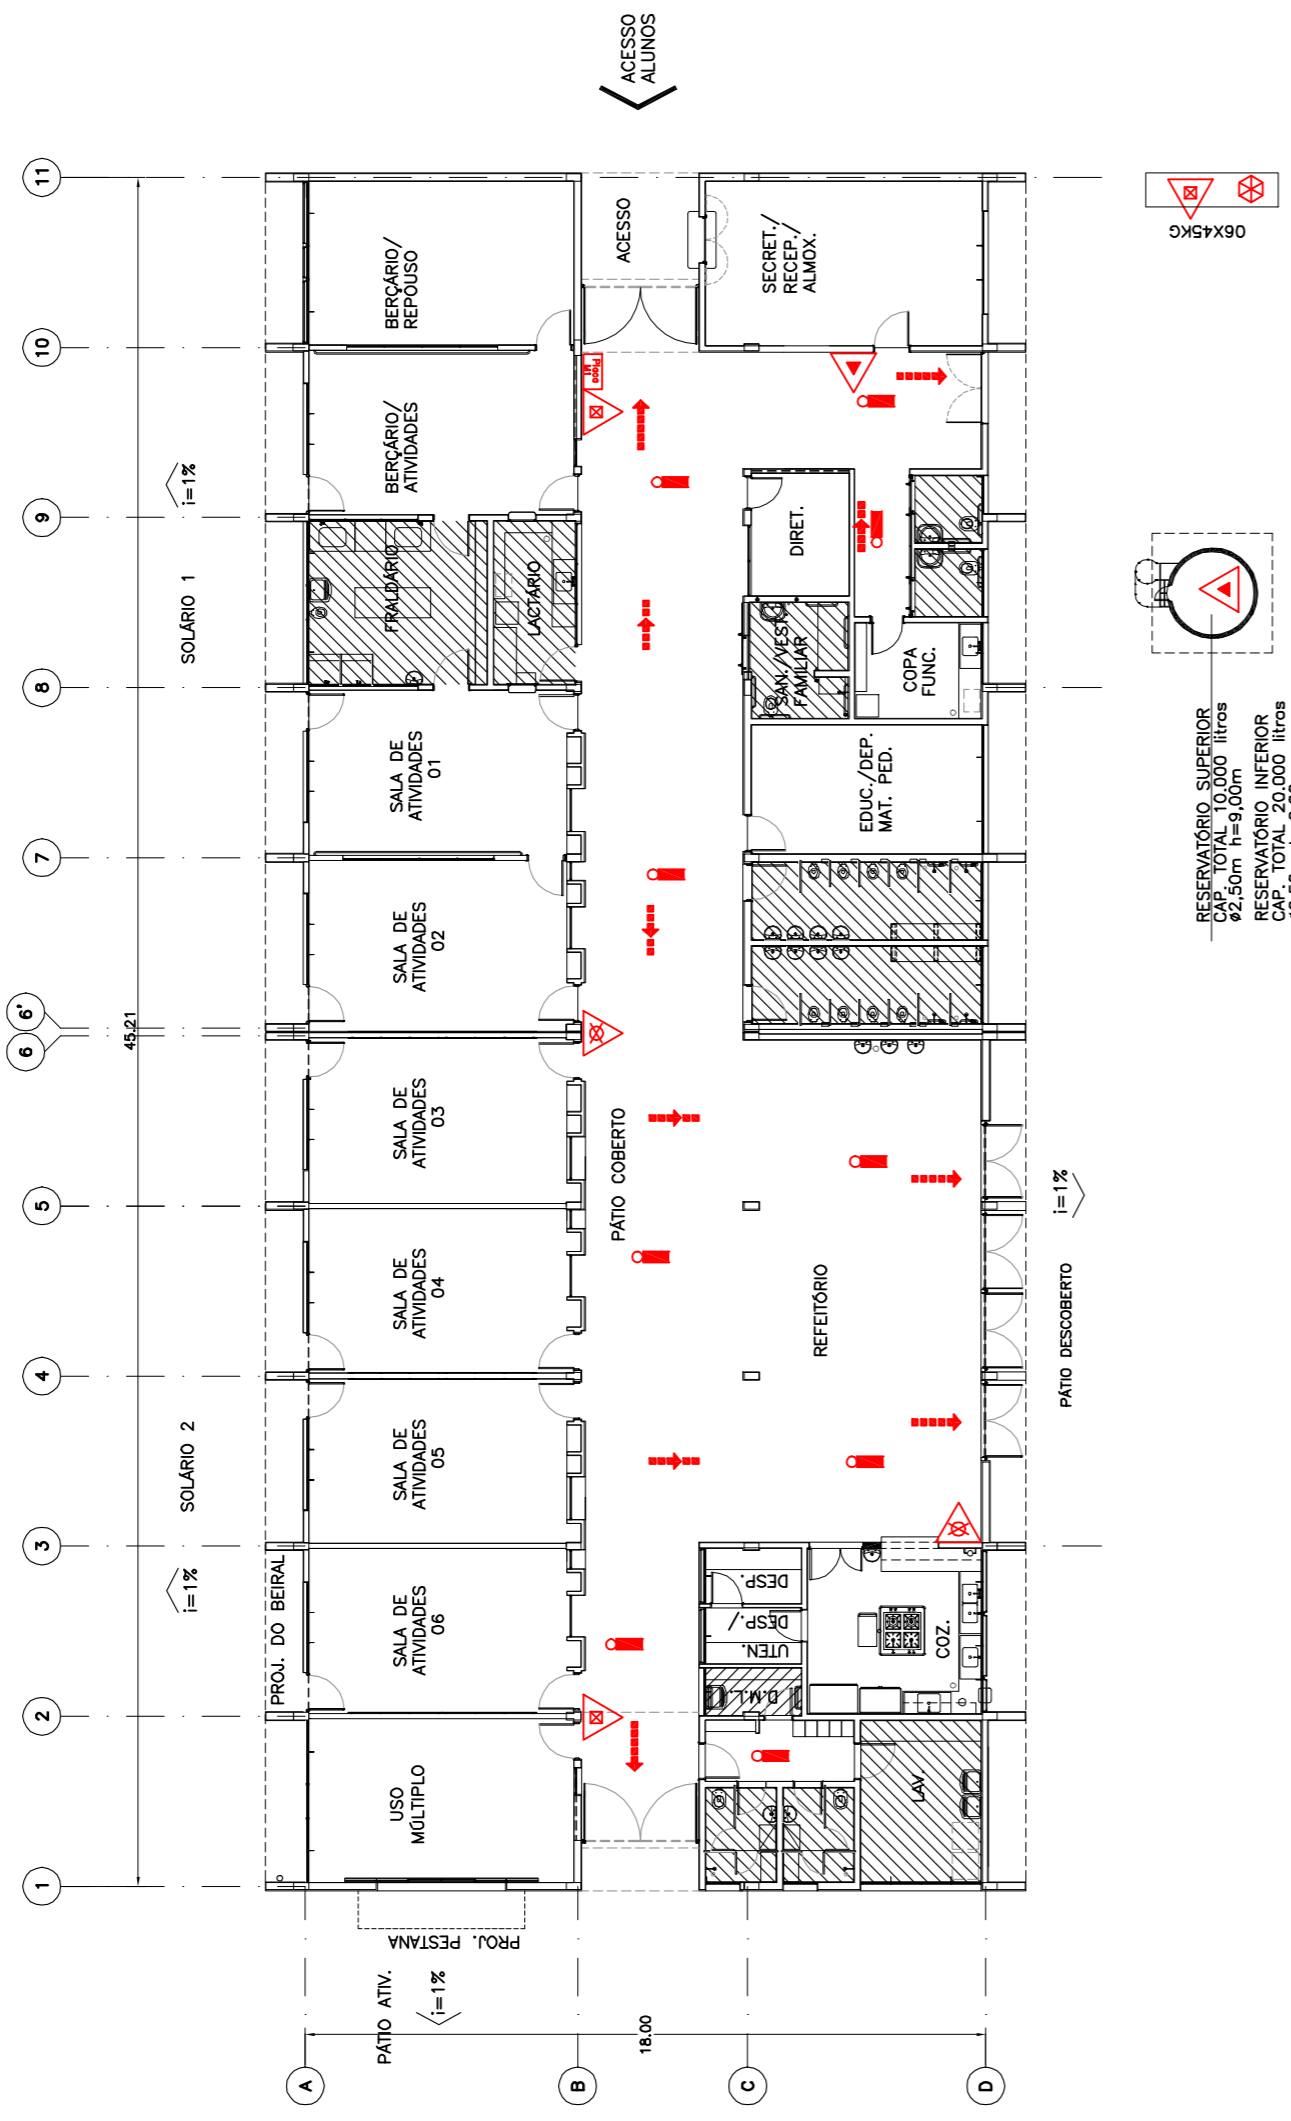 ACESSO
ALUNOS
11
10
9
8
7
6'
6
5
4
3
2
1
45.21
SOLÁRIO 1
i=1%
SOLÁRIO 2
i=1%
PROJ. DO BEIRAL
BERÇÁRIO/
REPOUSO
BERÇÁRIO/
ATIVIDADES
FRALDÁRIO
LACTÁRIO
SALA DE
ATIVIDADES
01
SALA DE
ATIVIDADES
02
SALA DE
ATIVIDADES
03
SALA DE
ATIVIDADES
04
SALA DE
ATIVIDADES
05
SALA DE
ATIVIDADES
06
USO
MÚLTIPLO
ACESSO
Placa
M1
PÁTIO COBERTO
SECRET./
RECEP./
ALMOX.
DIRET.
SAN./VEST.
FAMILIAR
COPA
FUNC.
EDUC./DEP.
MAT. PED.
REFEITÓRIO
DESP.
DESP./
UTEN.
D.M.L.
COZ.
LAV.
PÁTIO DESCOBERTO
i=1%
PROJ. PESTANA
PÁTIO ATIV.
i=1%
18.00
A
B
C
D
06X45KG
RESERVATÓRIO SUPERIOR
CAP. TOTAL 10.000 litros
ø2,50m h=9,00m
RESERVATÓRIO INFERIOR
CAP. TOTAL 20.000 litros